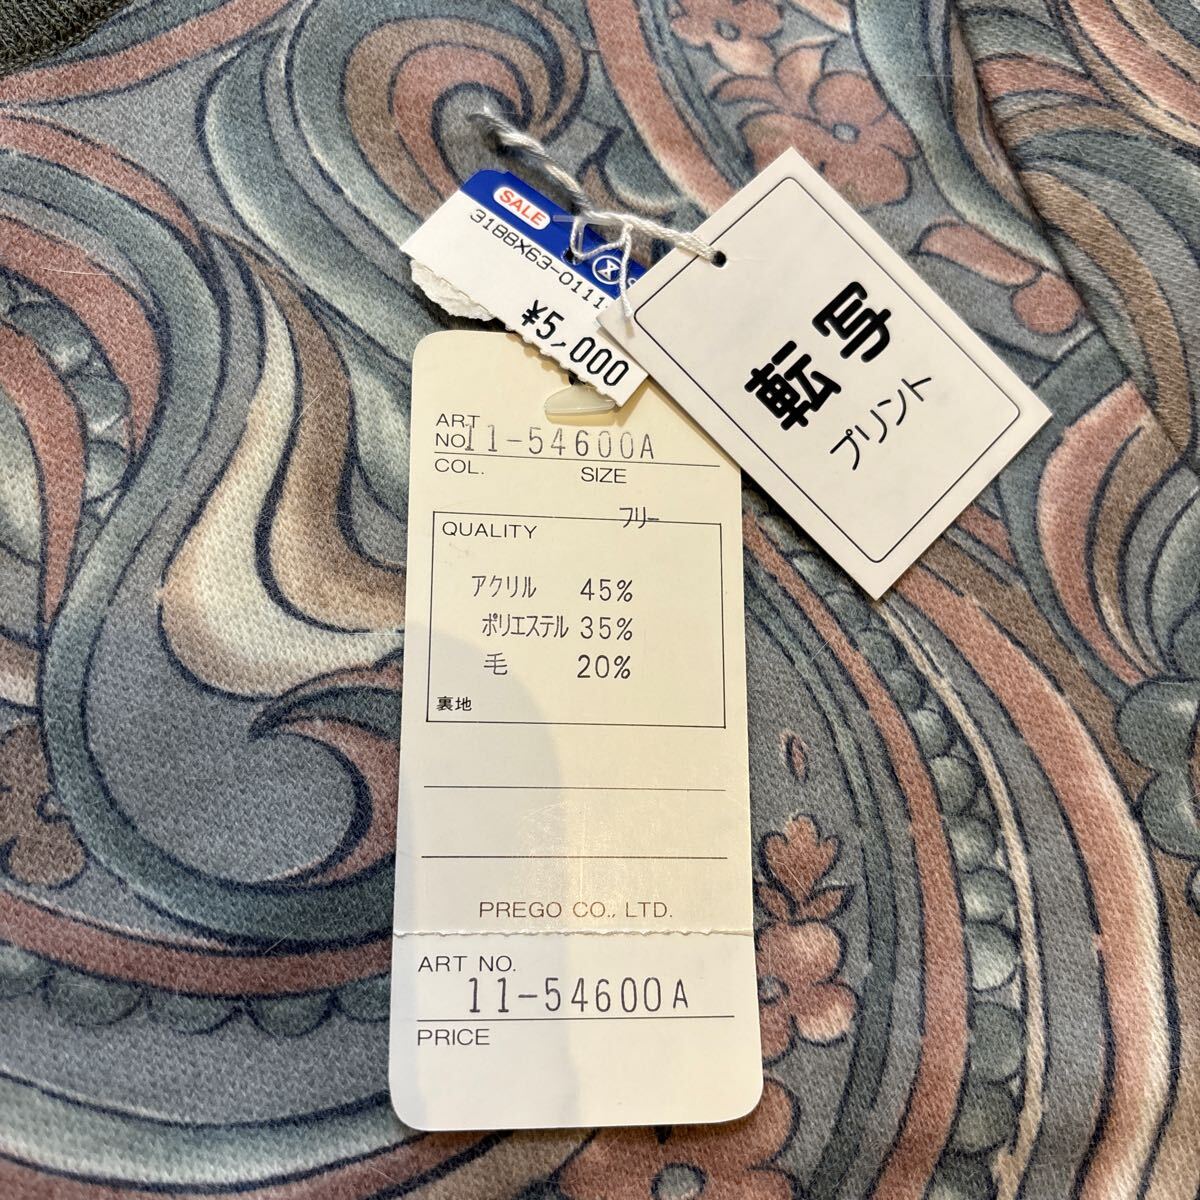 SALE
3188X63-0111
¥5,000
転写
プリント
ART
NO.
11-54600A
COL.
SIZE
フリー
QUALITY
アクリル 45%
ポリエステル 35%
毛 20%
裏地
PREGO CO., LTD.
ART NO.
11-54600A
PRICE